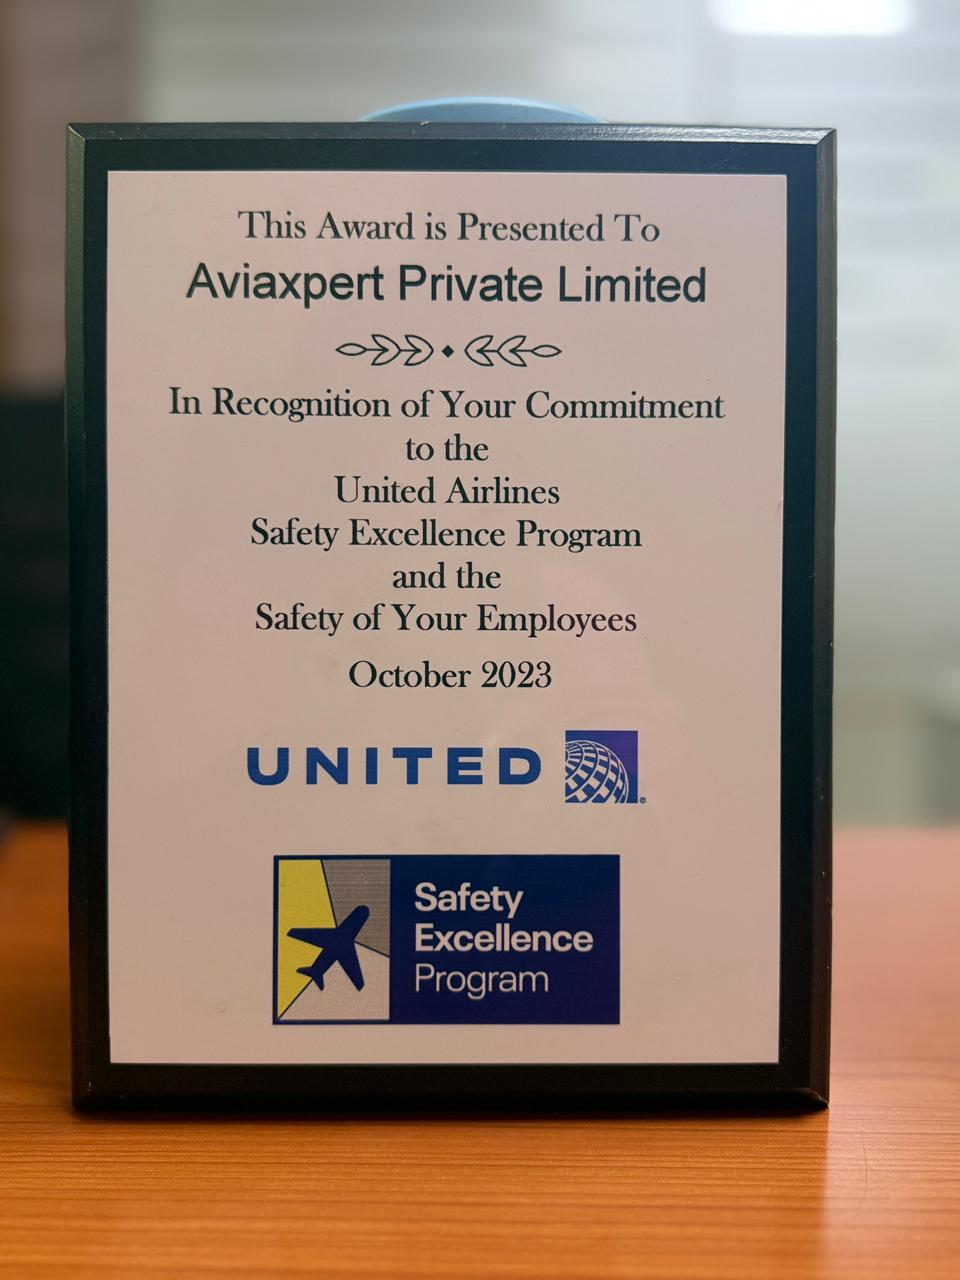 This Award is Presented To
Aviaxpert Private Limited
In Recognition of Your Commitment
to the
United Airlines
Safety Excellence Program
and the
Safety of Your Employees
October 2023
UNITED
®
Safety
Excellence
Program